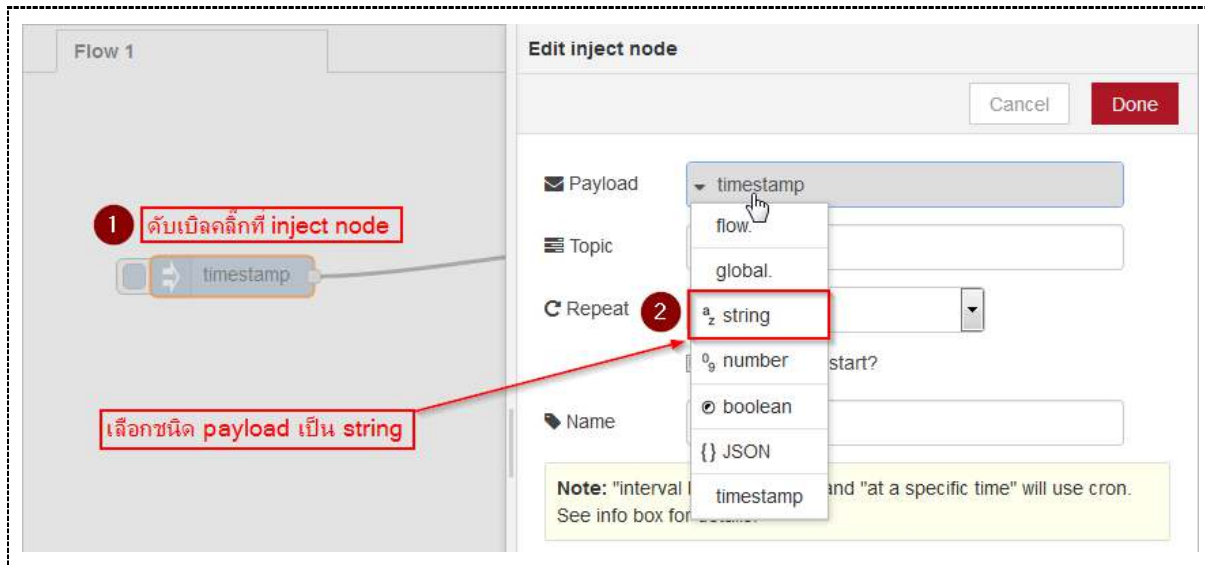 Flow 1
Edit inject node
Cancel
Done
1 ดับเบิลคลิ๊กที่ inject node
timestamp
Payload
timestamp
flow.
Topic
global.
Repeat
2
string
number
start?
boolean
เลือกชนิด payload เป็น string
Name
{} JSON
timestamp
Note: "interval and "at a specific time" will use cron.
See info box for